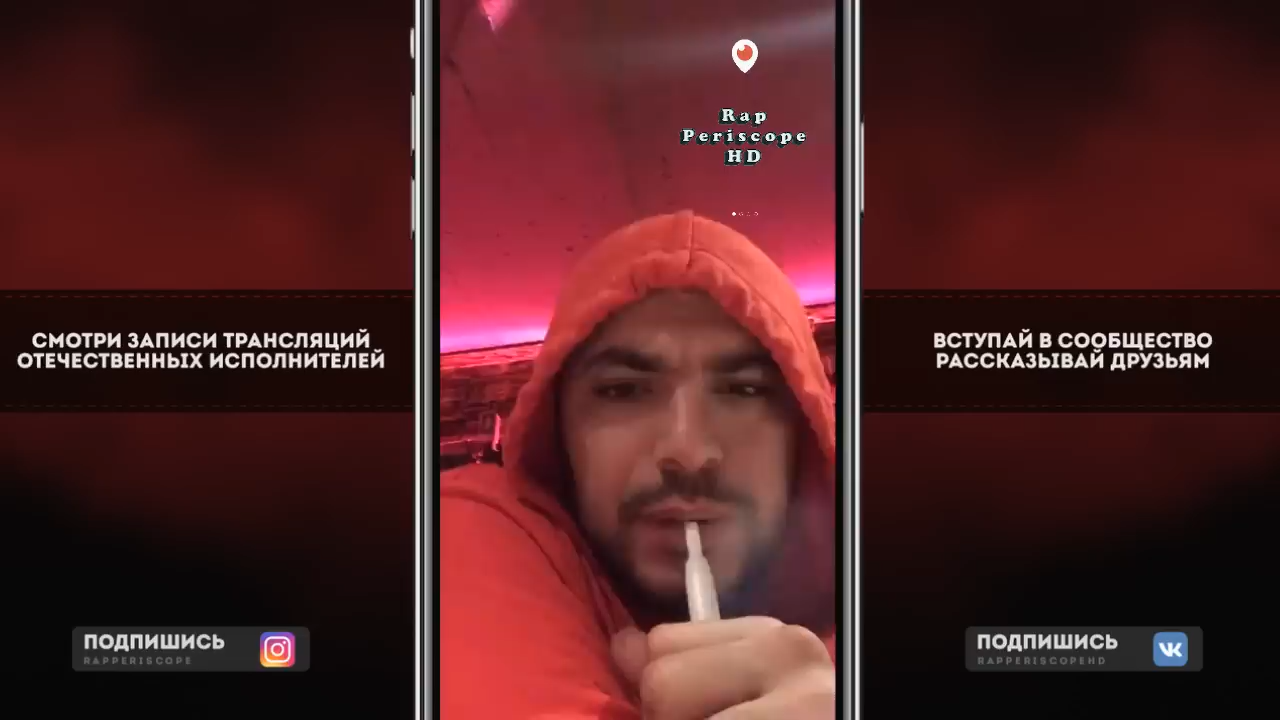 Rap
Periscope
HD
СМОТРИ ЗАПИСИ ТРАНСЛЯЦИЙ
ОТЕЧЕСТВЕННЫХ ИСПОЛНИТЕЛЕЙ
ВСТУПАЙ В СООБЩЕСТВО
РАССКАЗЫВАЙ ДРУЗЬЯМ
ПОДПИШИСЬ
RAPPERISCOPE
ПОДПИШИСЬ
RAPPERISCOPEHD